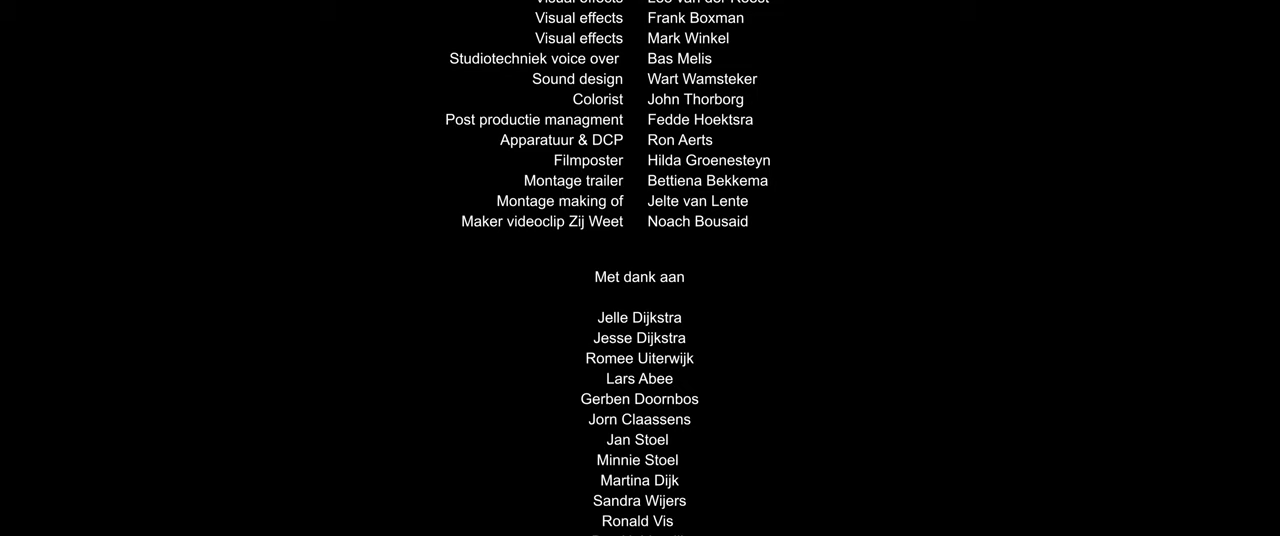 Visual effects Frank Boxman
Visual effects Mark Winkel
Studiotechniek voice over Bas Melis
Sound design Wart Wamsteker
Colorist John Thorborg
Post productie managment Fedde Hoektsra
Apparatuur & DCP Ron Aerts
Filmposter Hilda Groenesteyn
Montage trailer Bettiena Bekkema
Montage making of Jelte van Lente
Maker videoclip Zij Weet Noach Bousaid
Met dank aan
Jelle Dijkstra
Jesse Dijkstra
Romee Uiterwijk
Lars Abee
Gerben Doornbos
Jorn Claassens
Jan Stoel
Minnie Stoel
Martina Dijk
Sandra Wijers
Ronald Vis